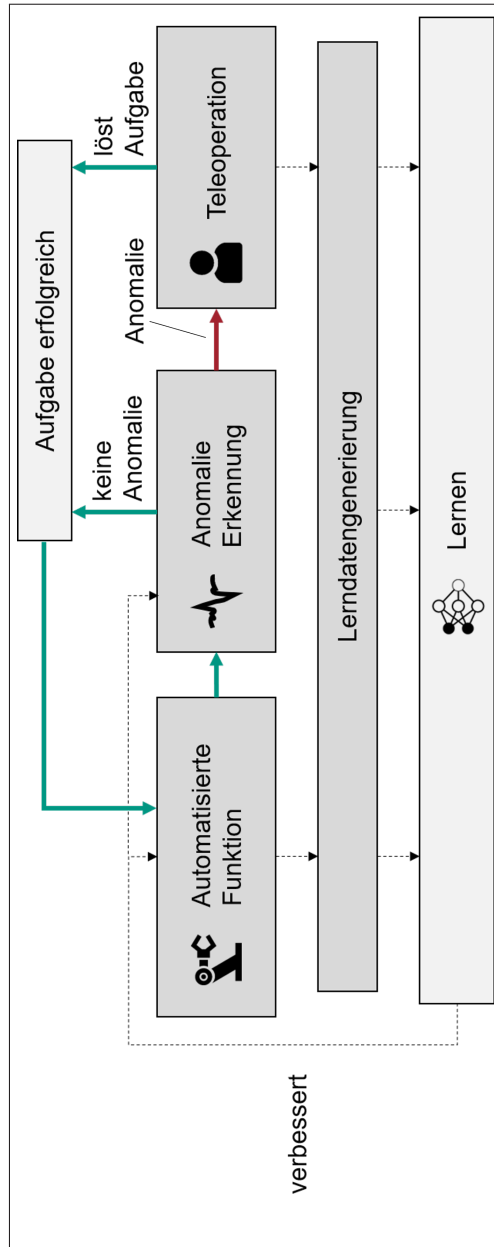 Aufgabe erfolgreich
keine
Anomalie
Anomalie
löst
Aufgabe
Automatisierte
Funktion
Anomalie
Erkennung
Teleoperation
Lerndatengenerierung
Lernen
verbessert